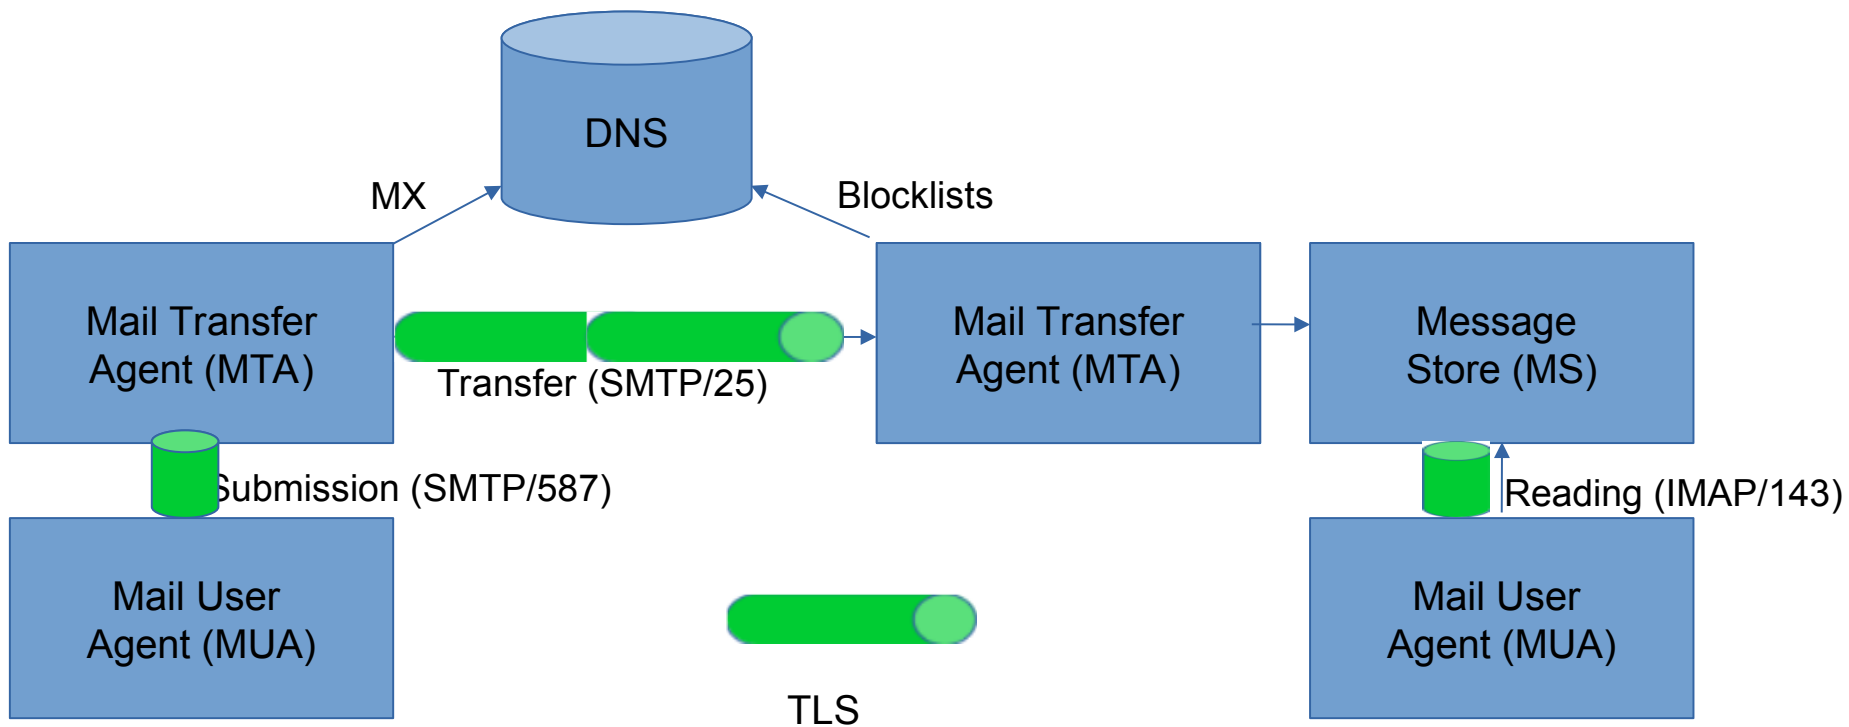 DNS
MX
Blocklists
Mail Transfer
Agent (MTA)
Transfer (SMTP/25)
Mail Transfer
Agent (MTA)
Message
Store (MS)
Submission (SMTP/587)
Reading (IMAP/143)
Mail User
Agent (MUA)
TLS
Mail User
Agent (MUA)